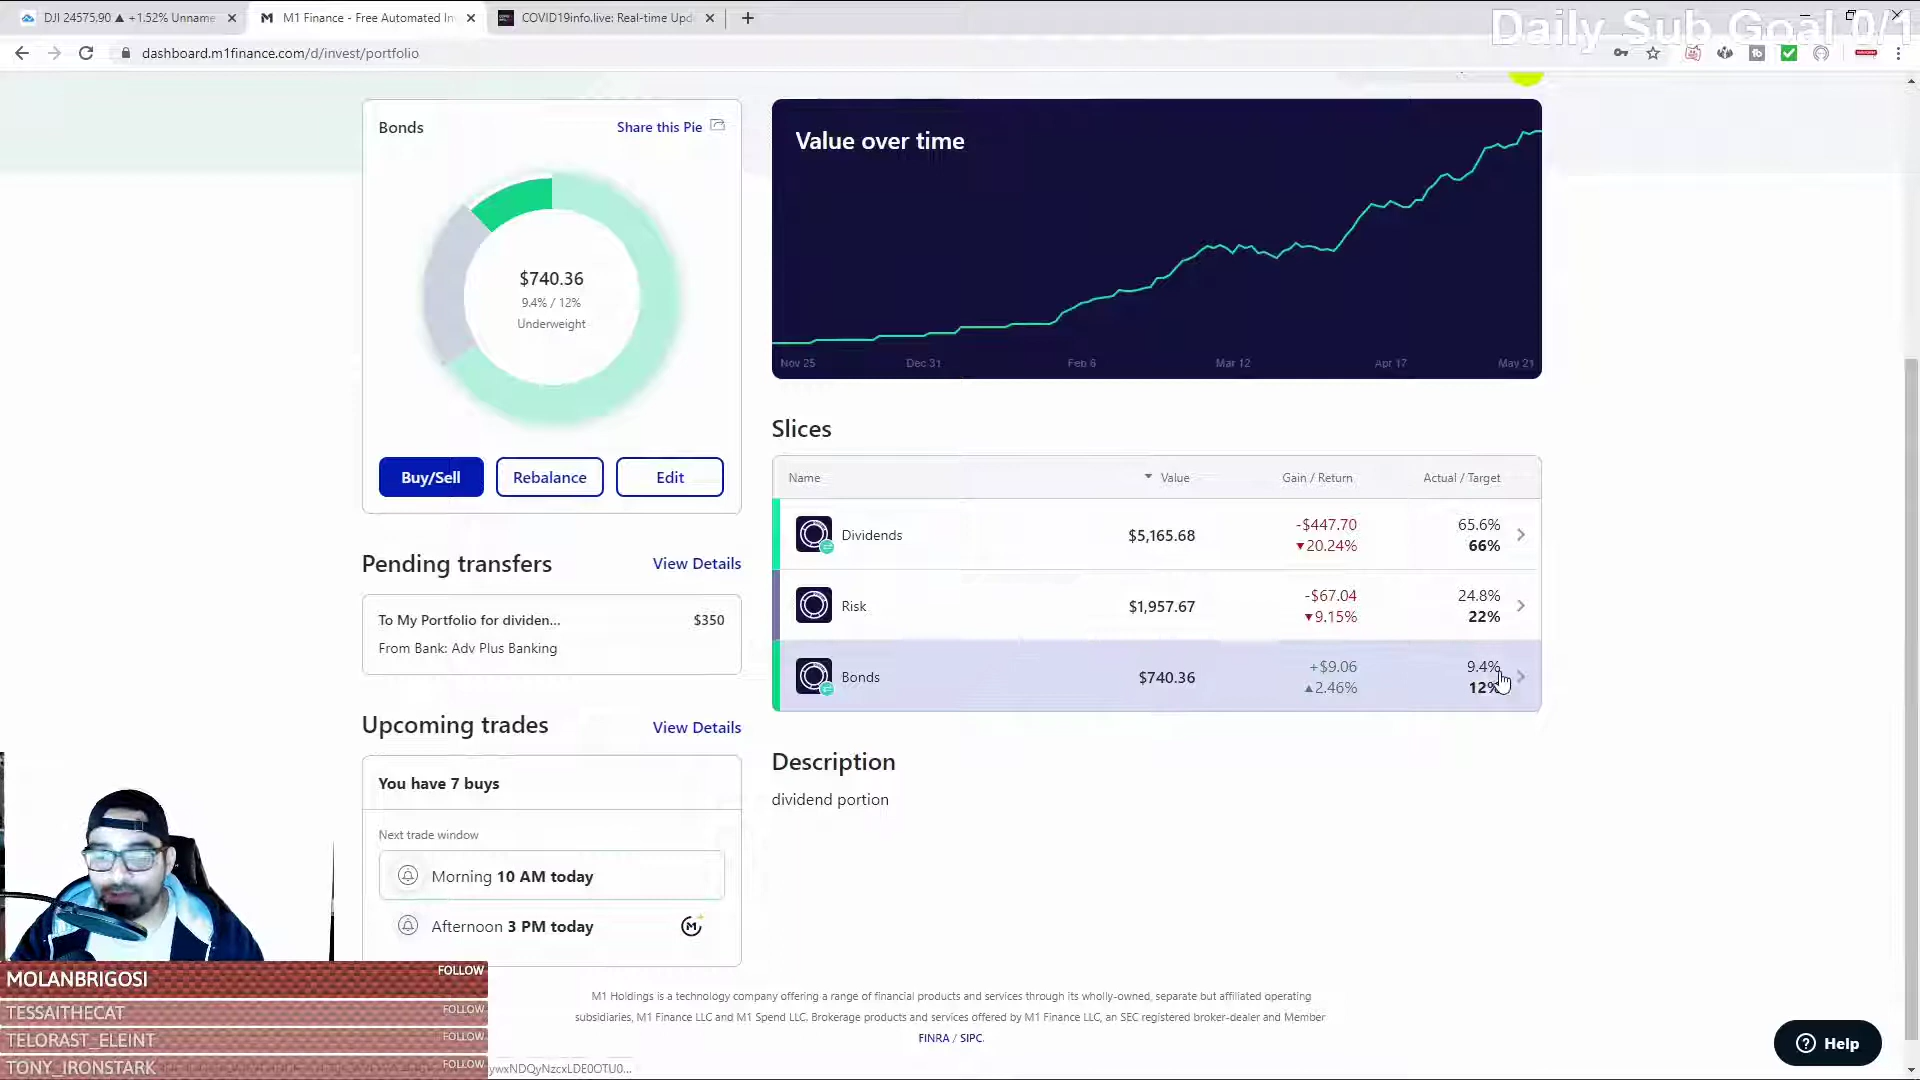 DJI 24575.90 ▲ +1.52% Unname
M1 Finance - Free Automated In
COVID19info.live: Real-time Upd
Daily Sub Goal 0/1
dashboard.m1finance.com/d/invest/portfolio
Bonds
Share this Pie
$740.36
9.4% / 12%
Underweight
Buy/Sell
Rebalance
Edit
Value over time
Nov 25 Dec 31 Feb 6 Mar 12 Apr 17 May 21
Slices
Name Value Gain / Return Actual / Target
Dividends $5,165.68 -$447.70 65.6%
▼20.24% 66%
Risk $1,957.67 -$67.04 24.8%
▼9.15% 22%
Bonds $740.36 +$9.06 9.4%
▲2.46% 12%
Description
dividend portion
Pending transfers View Details
To My Portfolio for dividen... $350
From Bank: Adv Plus Banking
Upcoming trades View Details
You have 7 buys
Next trade window
Morning 10 AM today
Afternoon 3 PM today
M
MOLANBRIGOSI FOLLOW
TESSAITHECAT FOLLOW
TELORAST_ELEINT FOLLOW
TONY_IRONSTARK FOLLOW
M1 Holdings is a technology company offering a range of financial products and services through its wholly-owned, separate but affiliated operating
subsidiaries, M1 Finance LLC and M1 Spend LLC. Brokerage products and services offered by M1 Finance LLC, an SEC registered broker-dealer and Member
FINRA / SIPC.
Help